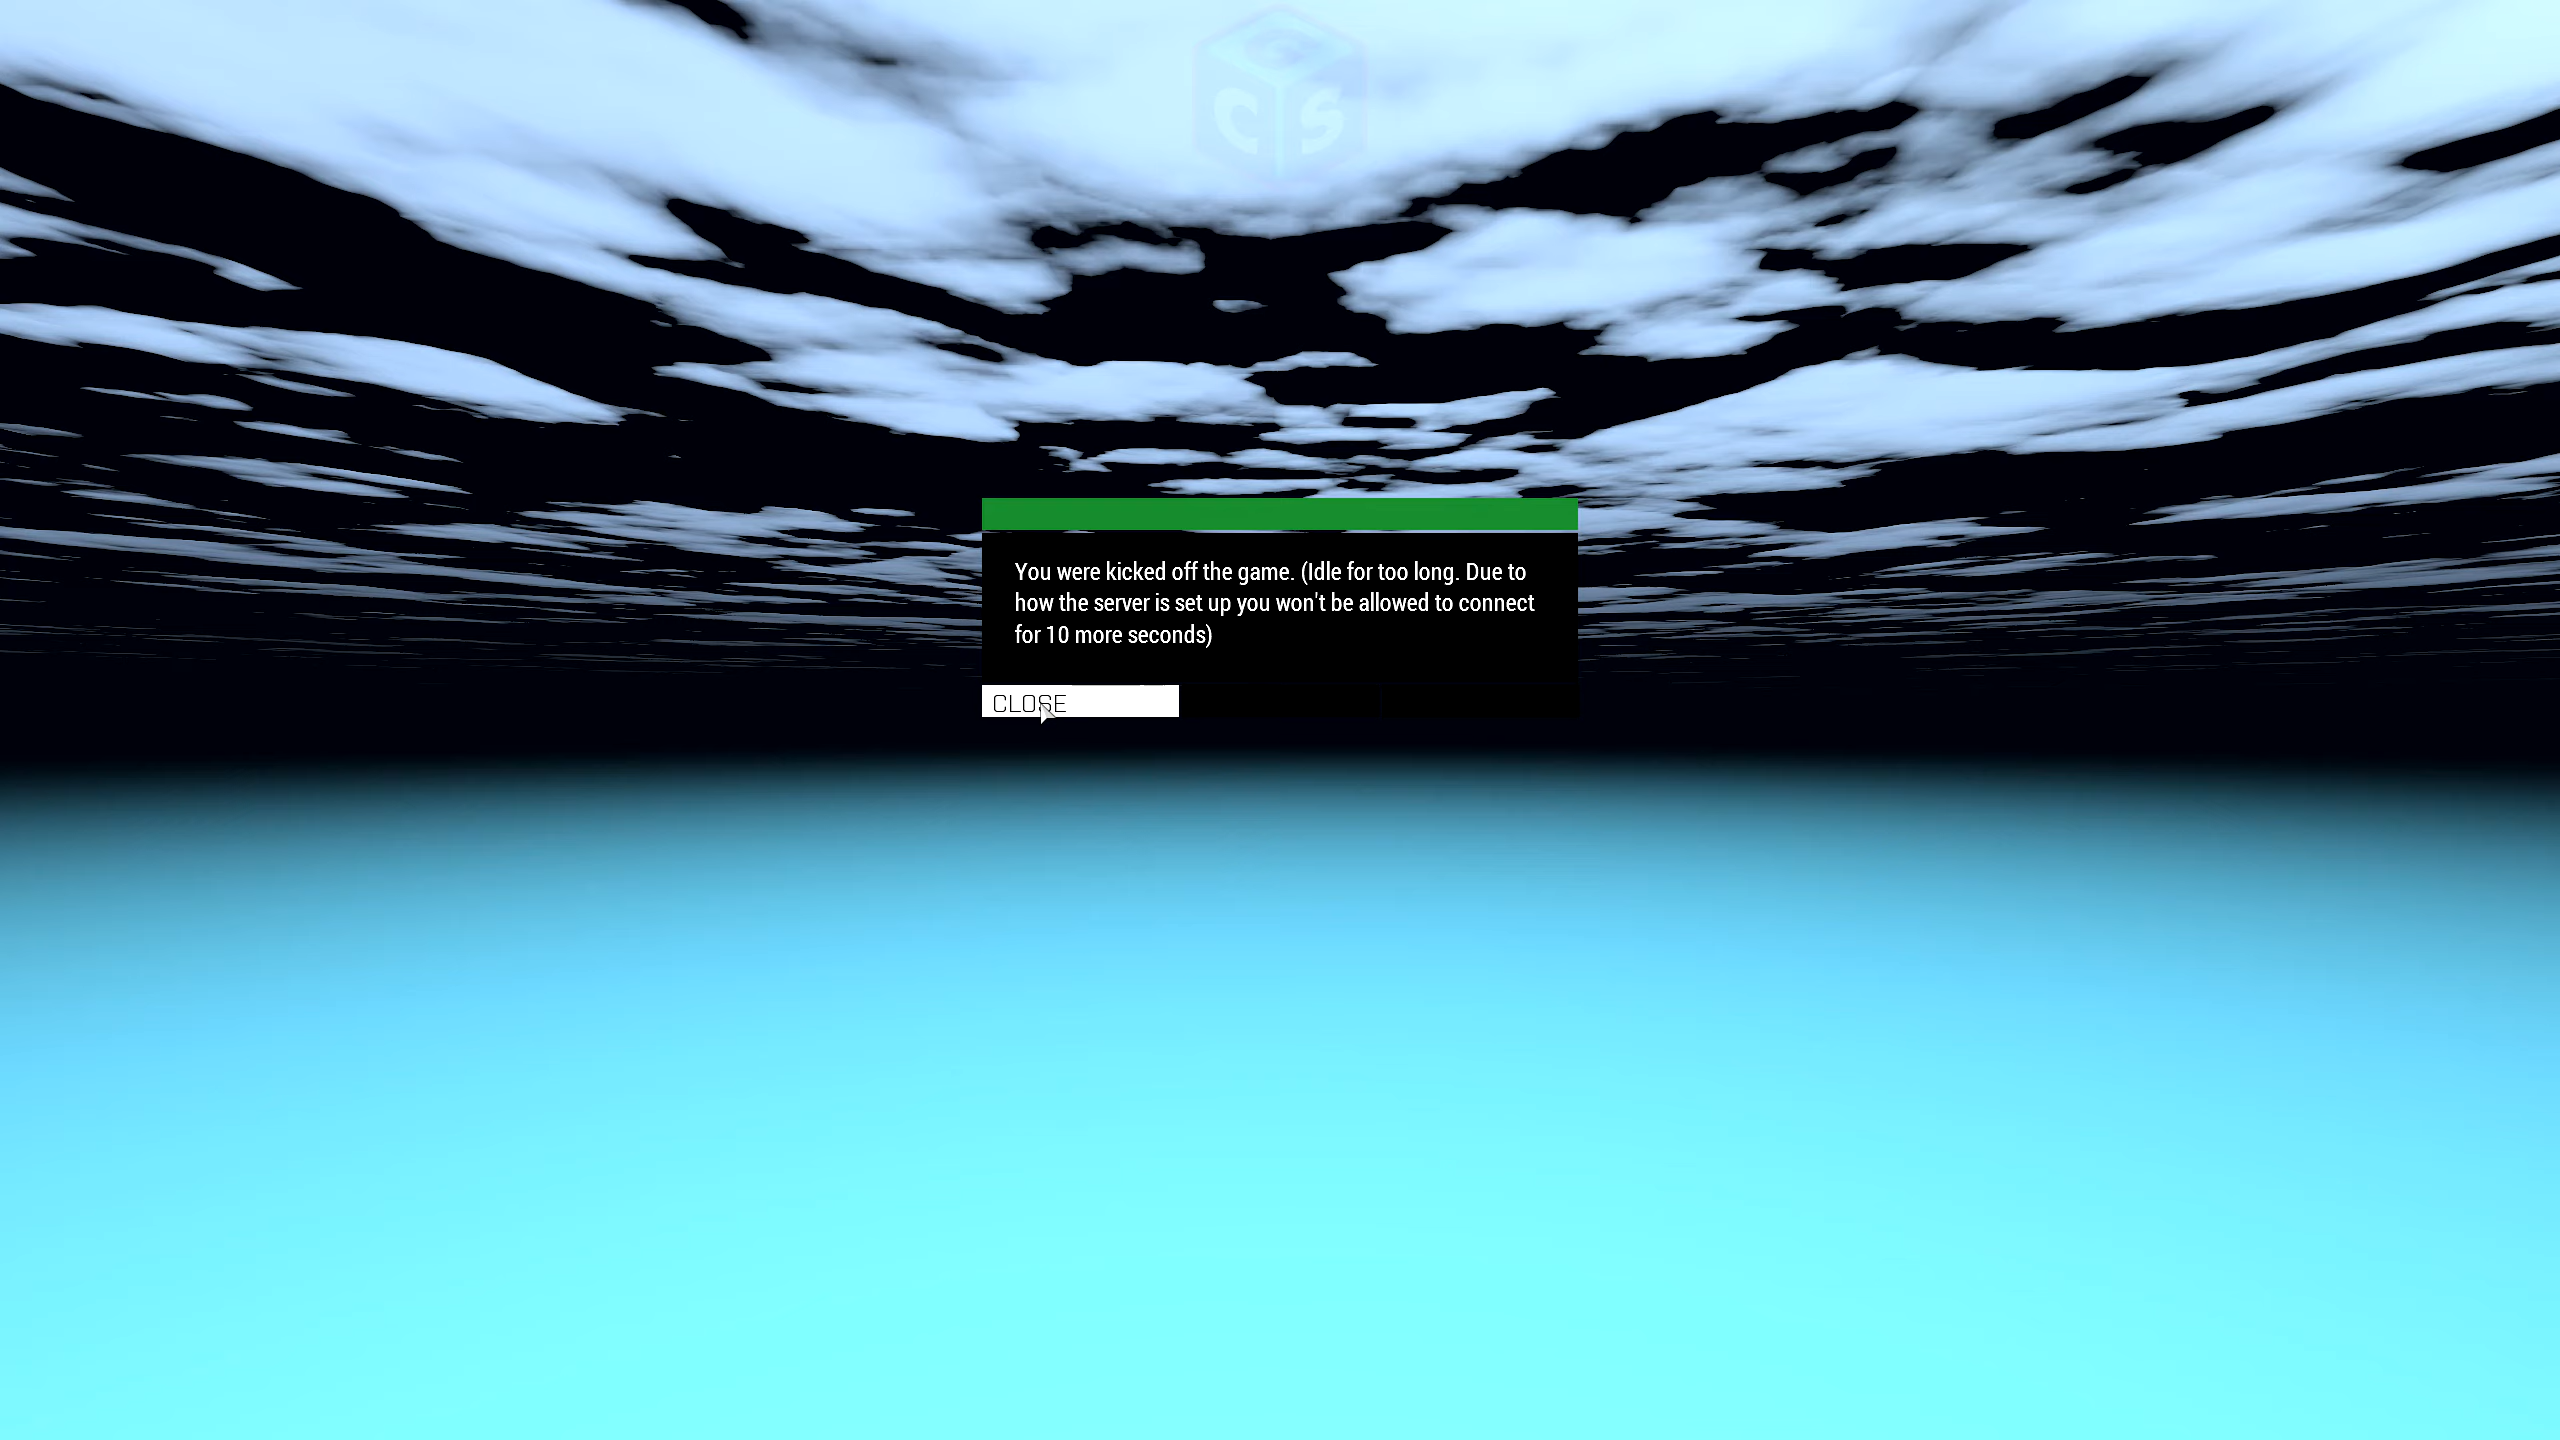 G
C S
You were kicked off the game. (Idle for too long. Due to
how the server is set up you won't be allowed to connect
for 10 more seconds)
CLOSE